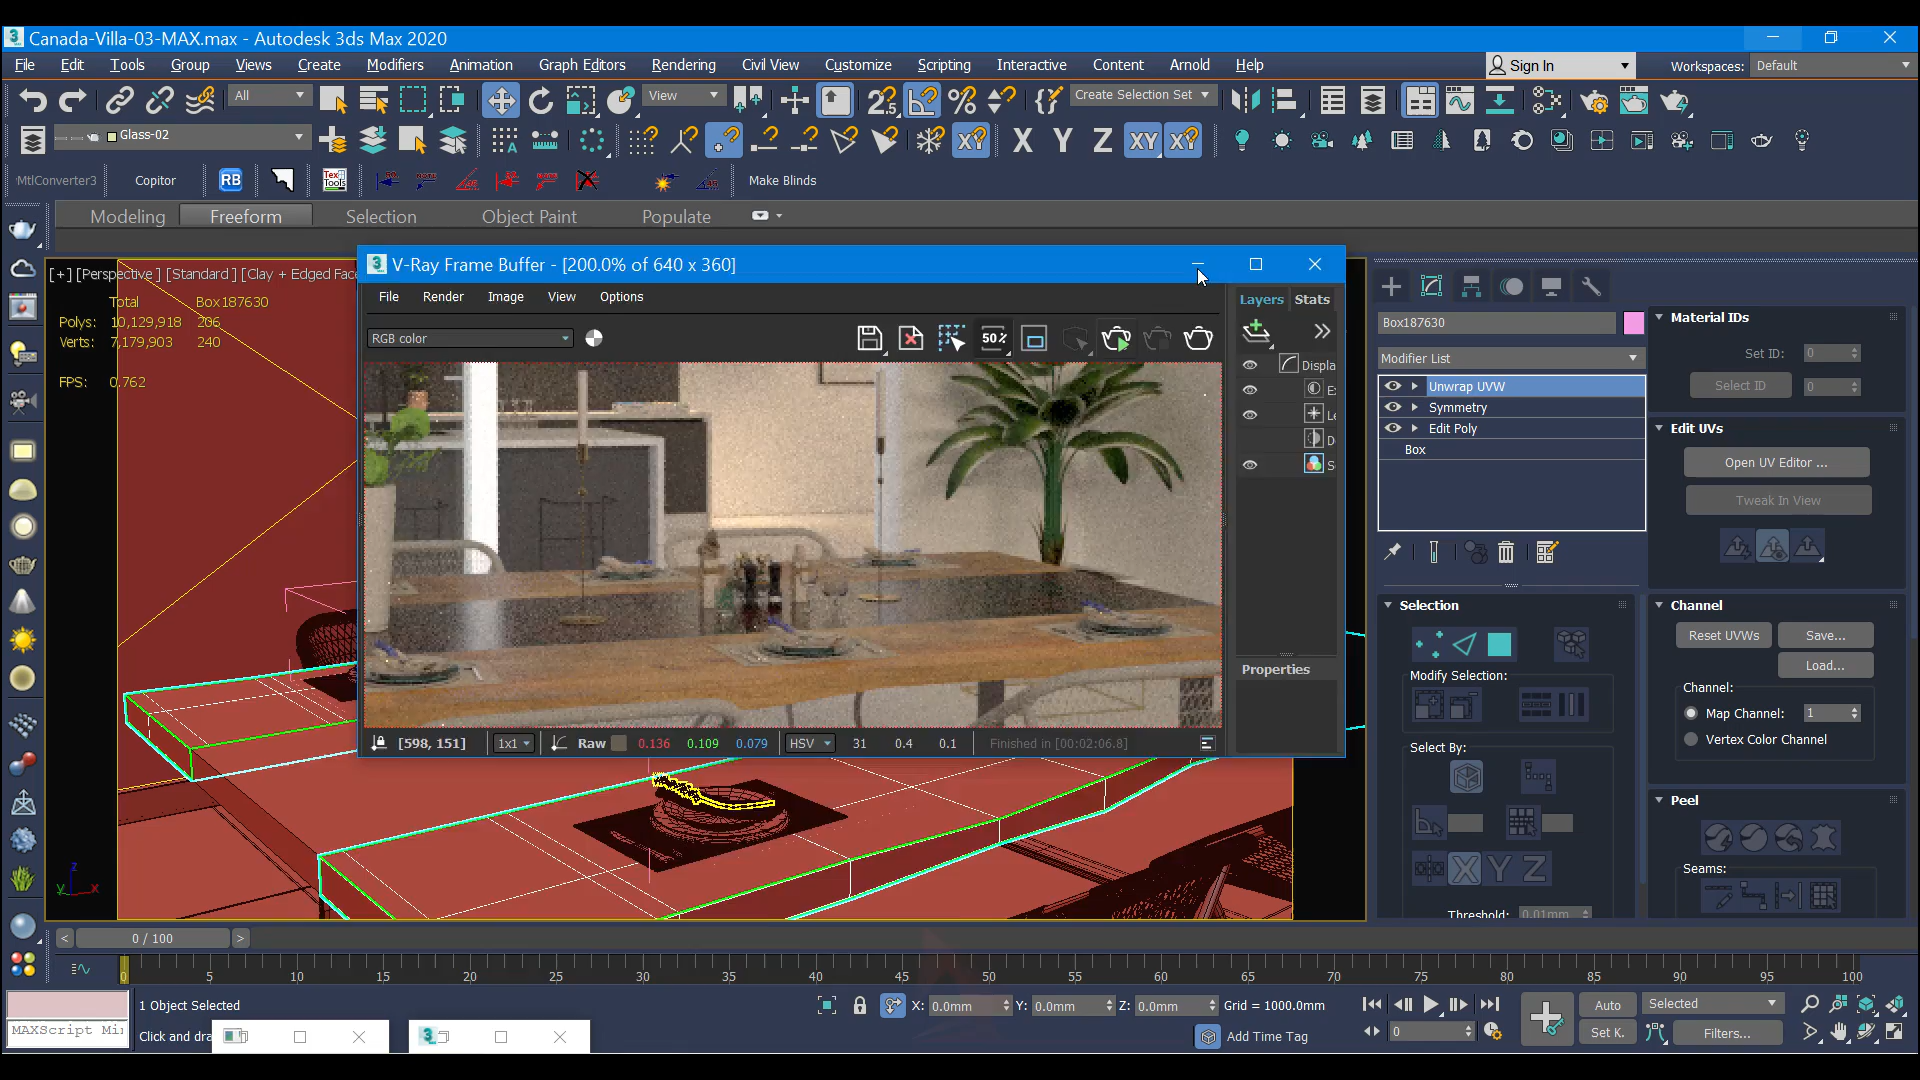 Canada-Villa-03-MAX.max - Autodesk 3ds Max 2020
File Edit Tools Group Views Create Modifiers Animation Graph Editors Rendering Civil View Customize Scripting Interactive Content Arnold Help
Sign In
Workspaces: Default
All
View
Create Selection Set
Glass-02
X Y Z XY
MtlConverter3 Copitor RB Make Blinds
Modeling Freeform Selection Object Paint Populate
[+] [Perspective ] [Standard ] [Clay + Edged Face
Total Box187630
Polys: 10,129,918 206
Verts: 7,179,903 240
FPS: 0.762
V-Ray Frame Buffer - [200.0% of 640 x 360]
File Render Image View Options
RGB color
50%
Layers Stats
Displa
Properties
[598, 151] 1x1 Raw 0.136 0.109 0.079 HSV 31 0.4 0.1 Finished in [00:02:06.8]
Box187630
Modifier List
Unwrap UVW
Symmetry
Edit Poly
Box
Material IDs
Set ID: 0
Select ID 0
Edit UVs
Open UV Editor ...
Tweak In View
Selection
Modify Selection:
Select By:
X Y Z
Threshold: 0.01mm
Channel
Reset UVWs Save...
Load...
Channel:
Map Channel: 1
Vertex Color Channel
Peel
Seams:
z
y x
< 0 / 100 >
0 5 10 15 20 25 30 35 40 45 50 55 60 65 70 75 80 85 90 95 100
1 Object Selected
MAXScript Mi
Click and dra
X: 0.0mm Y: 0.0mm Z: 0.0mm Grid = 1000.0mm
Add Time Tag
0
Auto Selected
Set K. Filters...